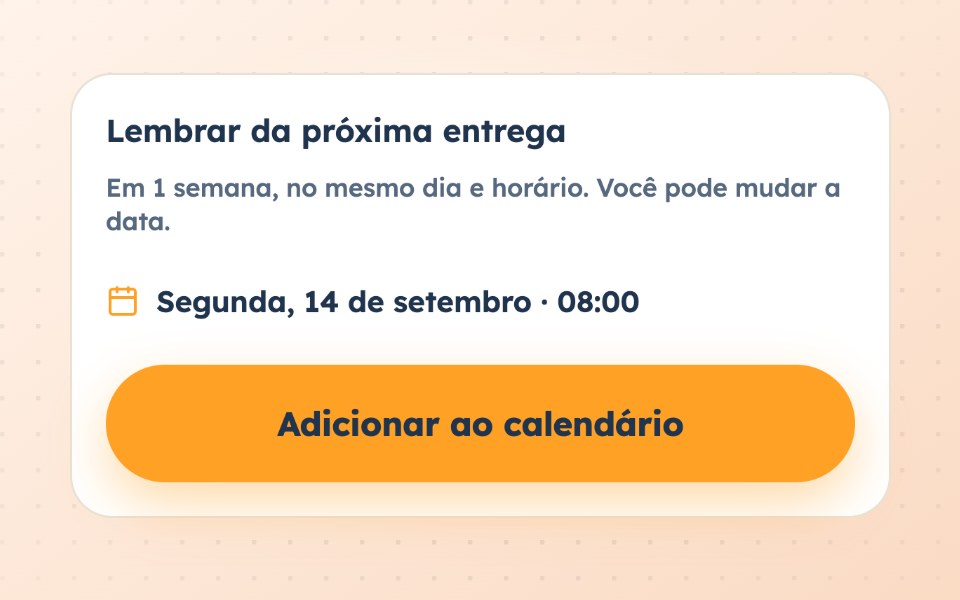 Lembrar da próxima entrega
Em 1 semana, no mesmo dia e horário. Você pode mudar a
data.
Segunda, 14 de setembro · 08:00
Adicionar ao calendário